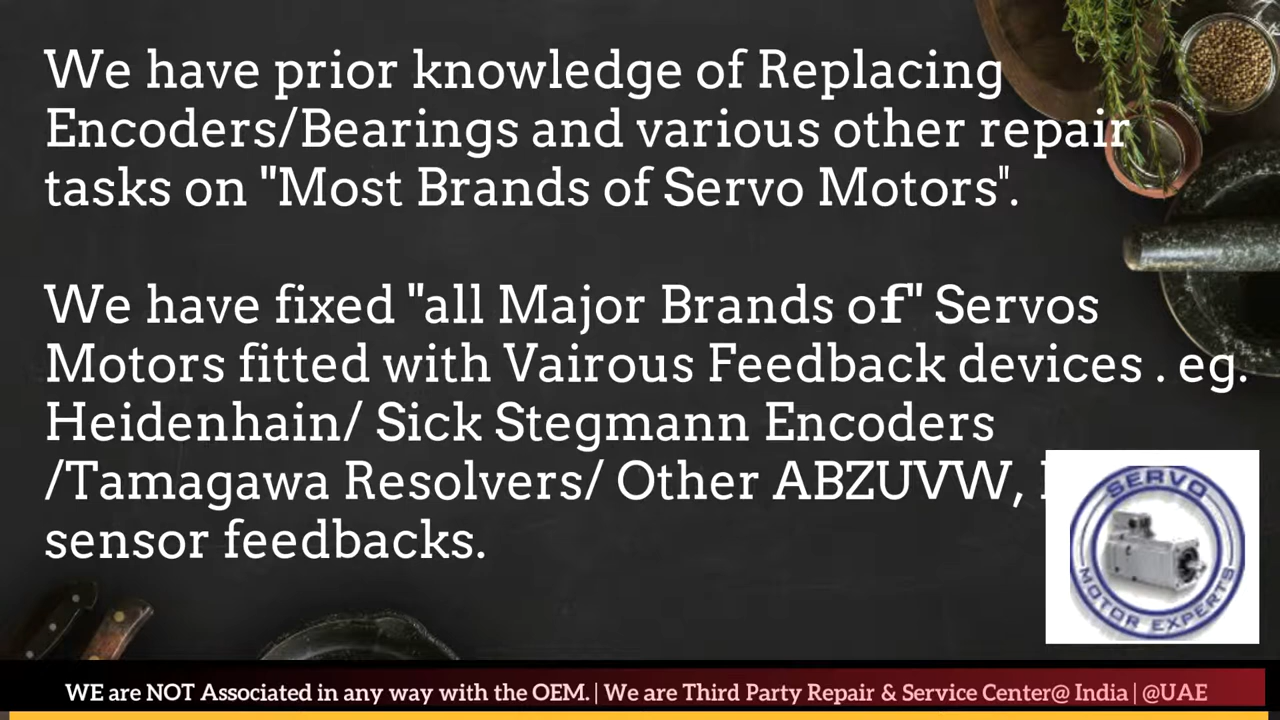 We have prior knowledge of Replacing
Encoders/Bearings and various other repair
tasks on "Most Brands of Servo Motors".
We have fixed "all Major Brands of" Servos
Motors fitted with Vairous Feedback devices . eg.
Heidenhain/ Sick Stegmann Encoders
/Tamagawa Resolvers/ Other ABZUVW,
sensor feedbacks.
SERVO
MOTOR EXPERTS
WE are NOT Associated in any way with the OEM. | We are Third Party Repair & Service Center@ India | @UAE